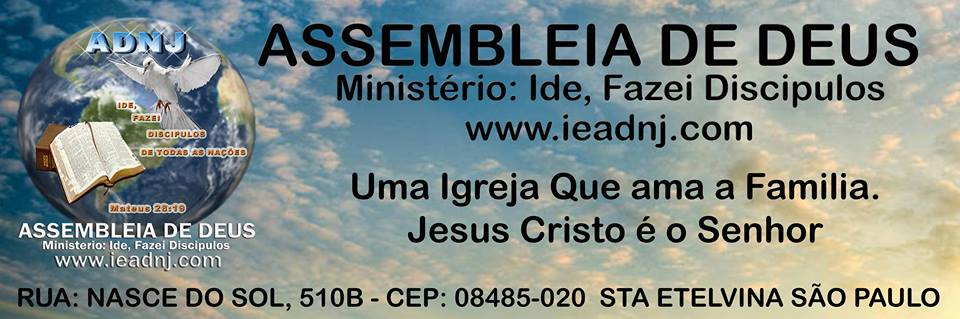 ADNJ
IDE,
FAZEI
DISCIPULOS
DE TODAS AS NAÇÕES
Mateus 28:19
ASSEMBLEIA DE DEUS
Ministerio: Ide, Fazei Discipulos
www.ieadnj.com
ASSEMBLEIA DE DEUS
Ministério: Ide, Fazei Discipulos
www.ieadnj.com
Uma Igreja Que ama a Familia.
Jesus Cristo é o Senhor
RUA: NASCE DO SOL, 510B - CEP: 08485-020 STA ETELVINA SÃO PAULO